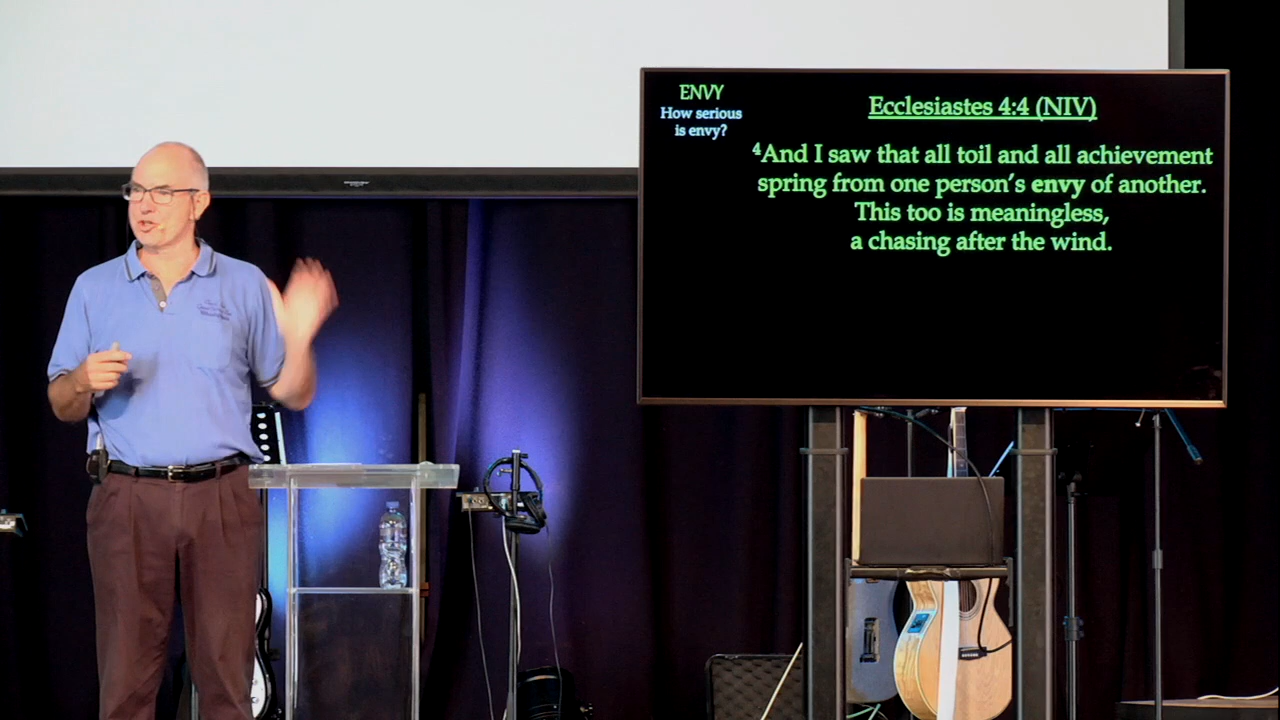 ENVY
How serious
is envy?
Ecclesiastes 4:4 (NIV)
⁴And I saw that all toil and all achievement
spring from one person’s envy of another.
This too is meaningless,
a chasing after the wind.